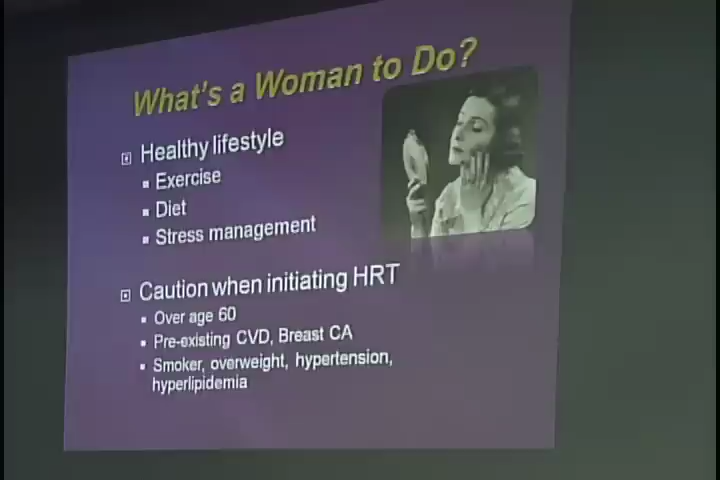 What's a Woman to Do?
Healthy lifestyle
Exercise
Diet
Stress management
Caution when initiating HRT
Over age 60
Pre-existing CVD, Breast CA
Smoker, overweight, hypertension,
hyperlipidemia